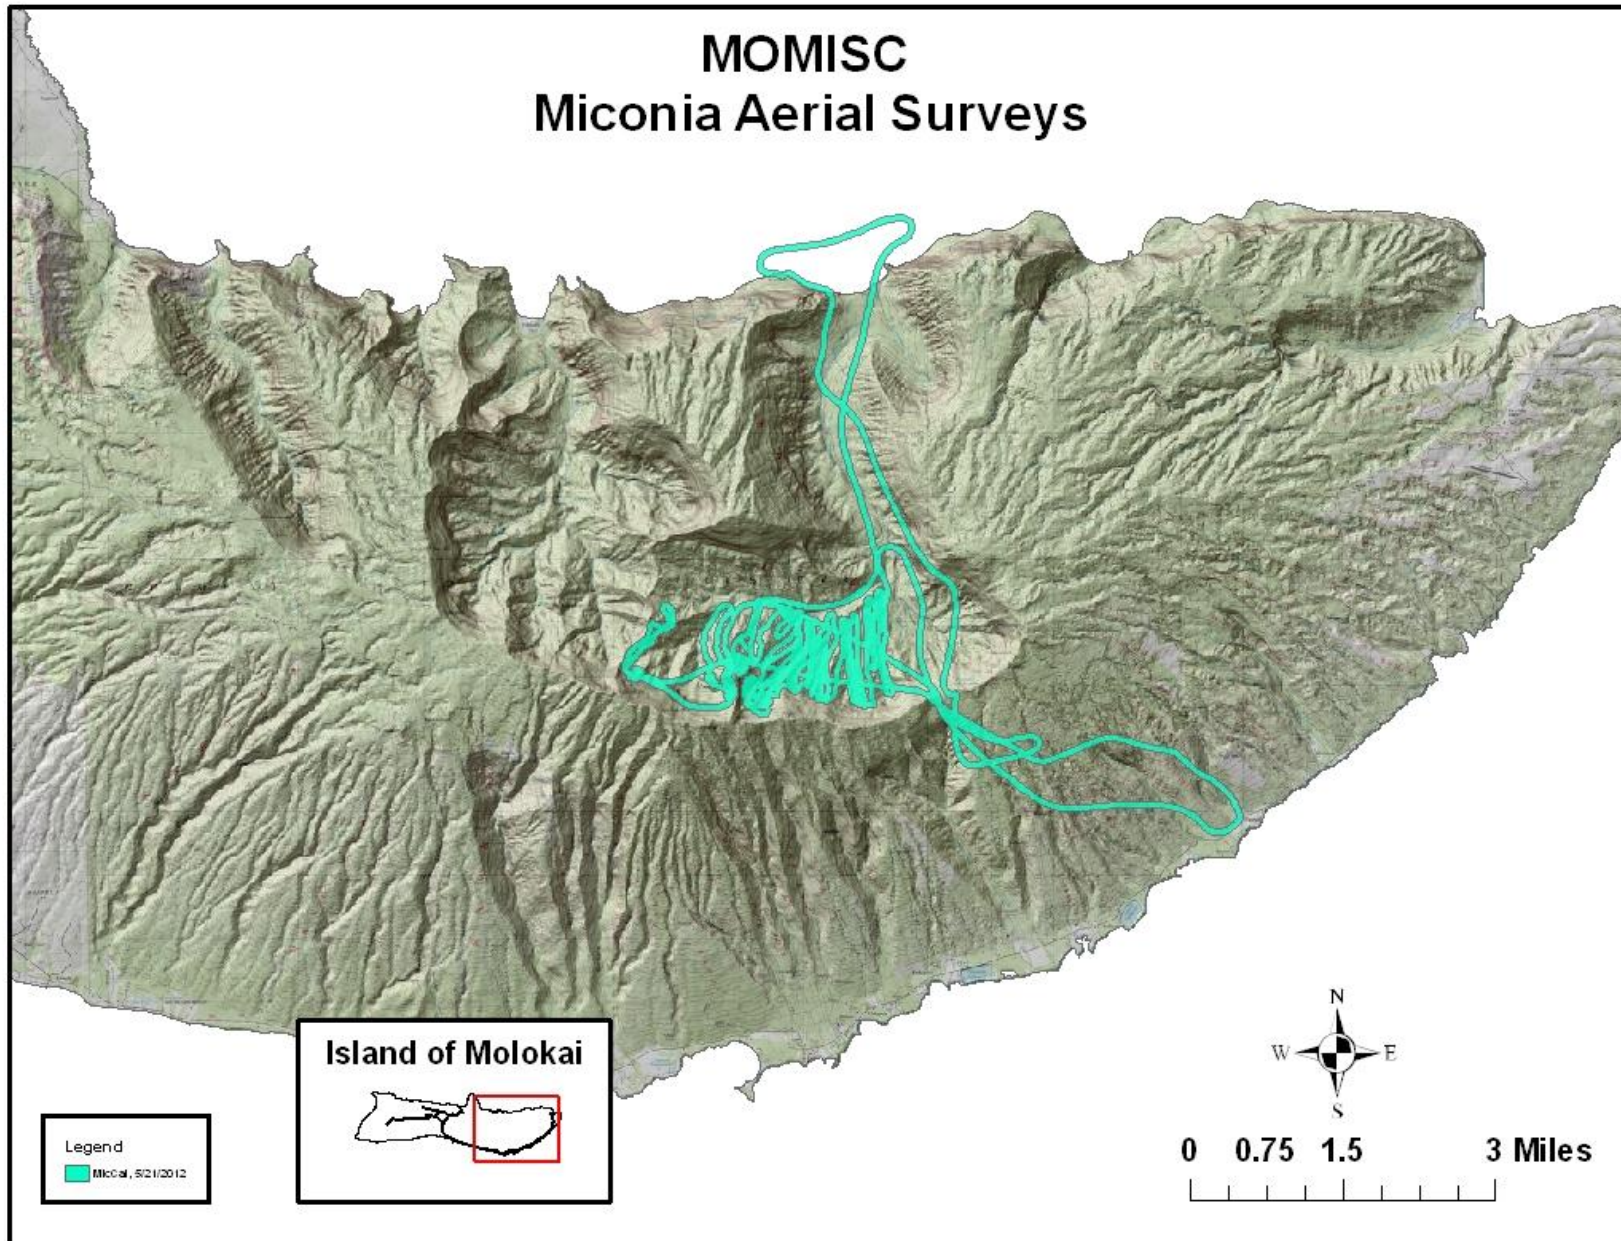 MOMISC
Miconia Aerial Surveys
Island of Molokai
Legend
MicCal, 5/21/2012
N
W E
S
0 0.75 1.5 3 Miles